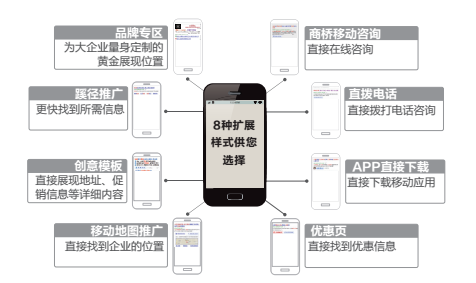 品牌专区
为大企业量身定制的
黄金展现位置
蹊径推广
更快找到所需信息
创意模板
直接展现地址、促
销信息等详细内容
移动地图推广
直接找到企业的位置
8种扩展
样式供您
选择
商桥移动咨询
直接在线咨询
直拨电话
直接拨打电话咨询
APP直接下载
直接下载移动应用
优惠页
直接找到优惠信息